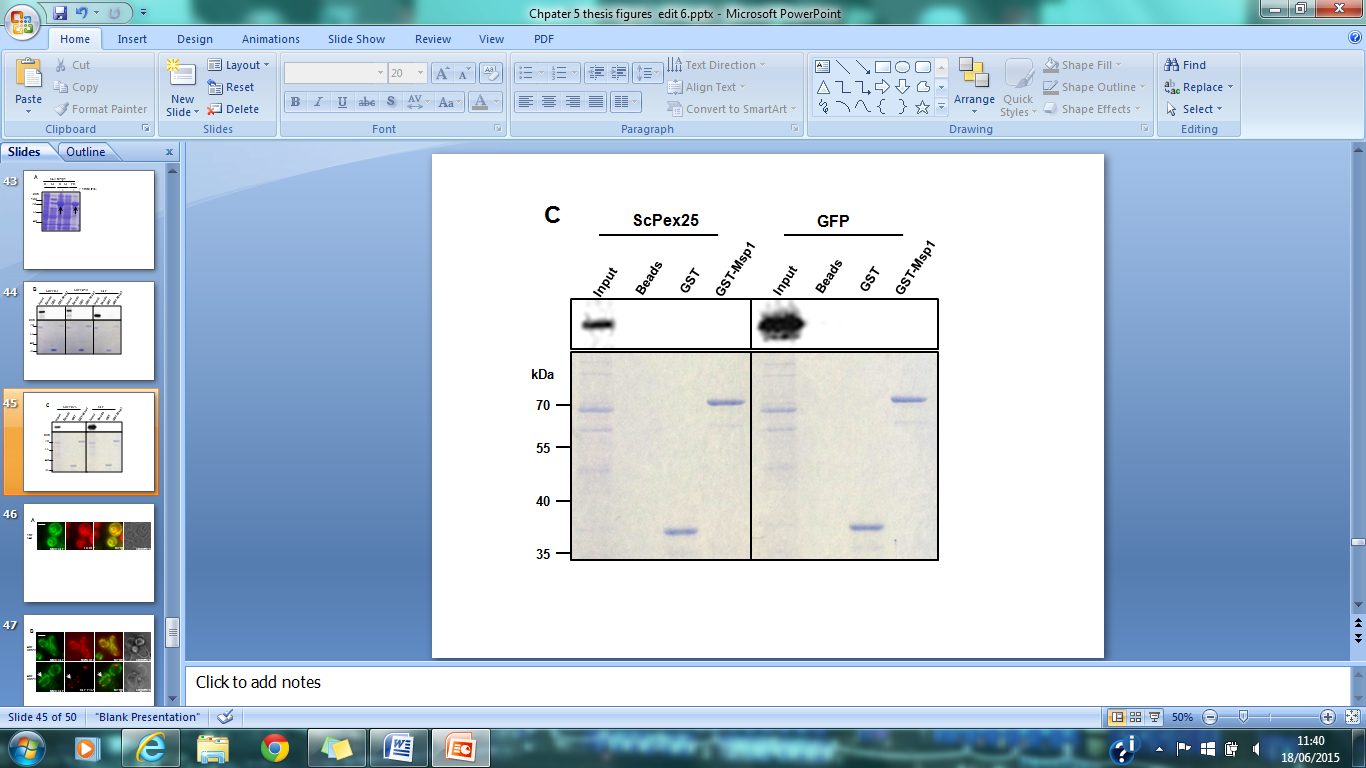 Chpater 5 thesis figures  edit 6.pptx - Microsoft PowerPoint
Home Insert Design Animations Slide Show Review View PDF
Paste
Cut
Copy
Format Painter
Clipboard
New
Slide
Layout
Reset
Delete
Slides
20
B I U abc S AV Aa A
Font
Text Direction
Align Text
Convert to SmartArt
Paragraph
Arrange
Quick
Styles
Shape Fill
Shape Outline
Shape Effects
Drawing
Find
Replace
Select
Editing
Slides Outline x
43
A
44
B
45
C
46
A
47
B
C
ScPex25 GFP
Input Beads GST GST-Msp1 Input Beads GST GST-Msp1
kDa
70
55
40
35
Click to add notes
Slide 45 of 50 "Blank Presentation" 50%
11:40
18/06/2015